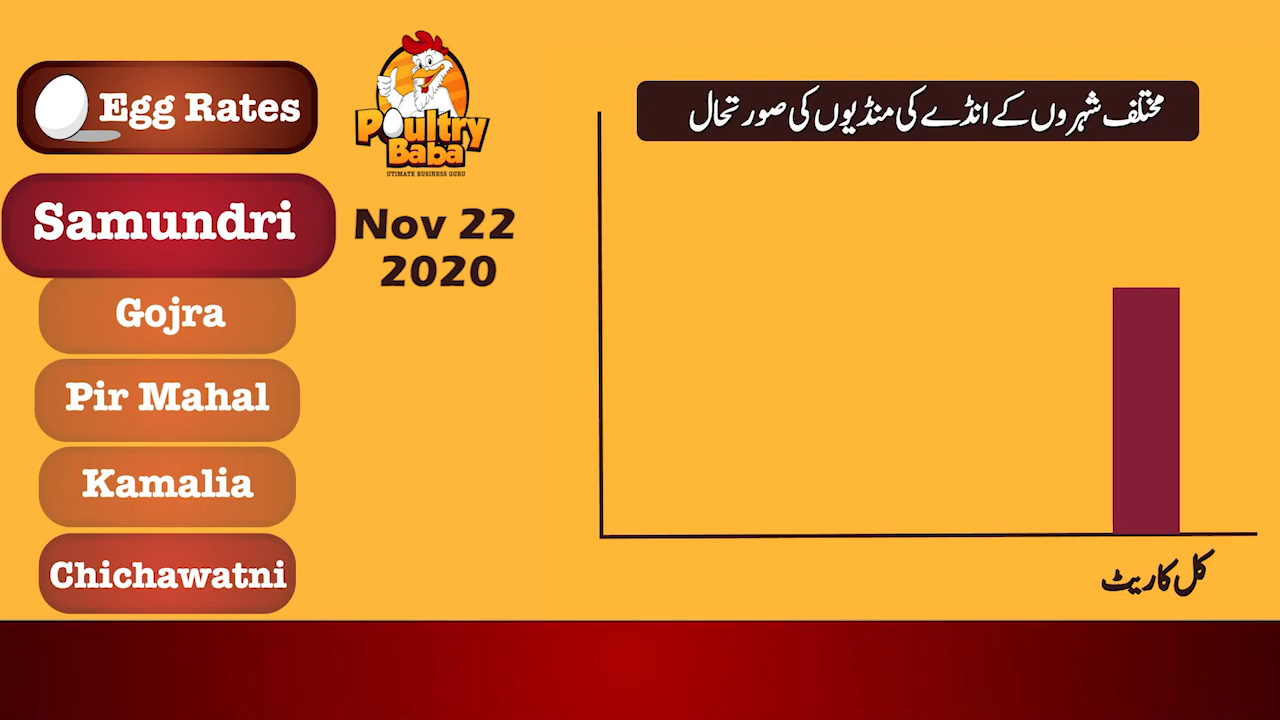 Egg Rates
Poultry
Baba
UTIMATE BUSINESS GURU
مختلف شہروں کے انڈے کی منڈیوں کی صورتحال
Samundri
Nov 22
2020
Gojra
Pir Mahal
Kamalia
Chichawatni
کل کا ریٹ